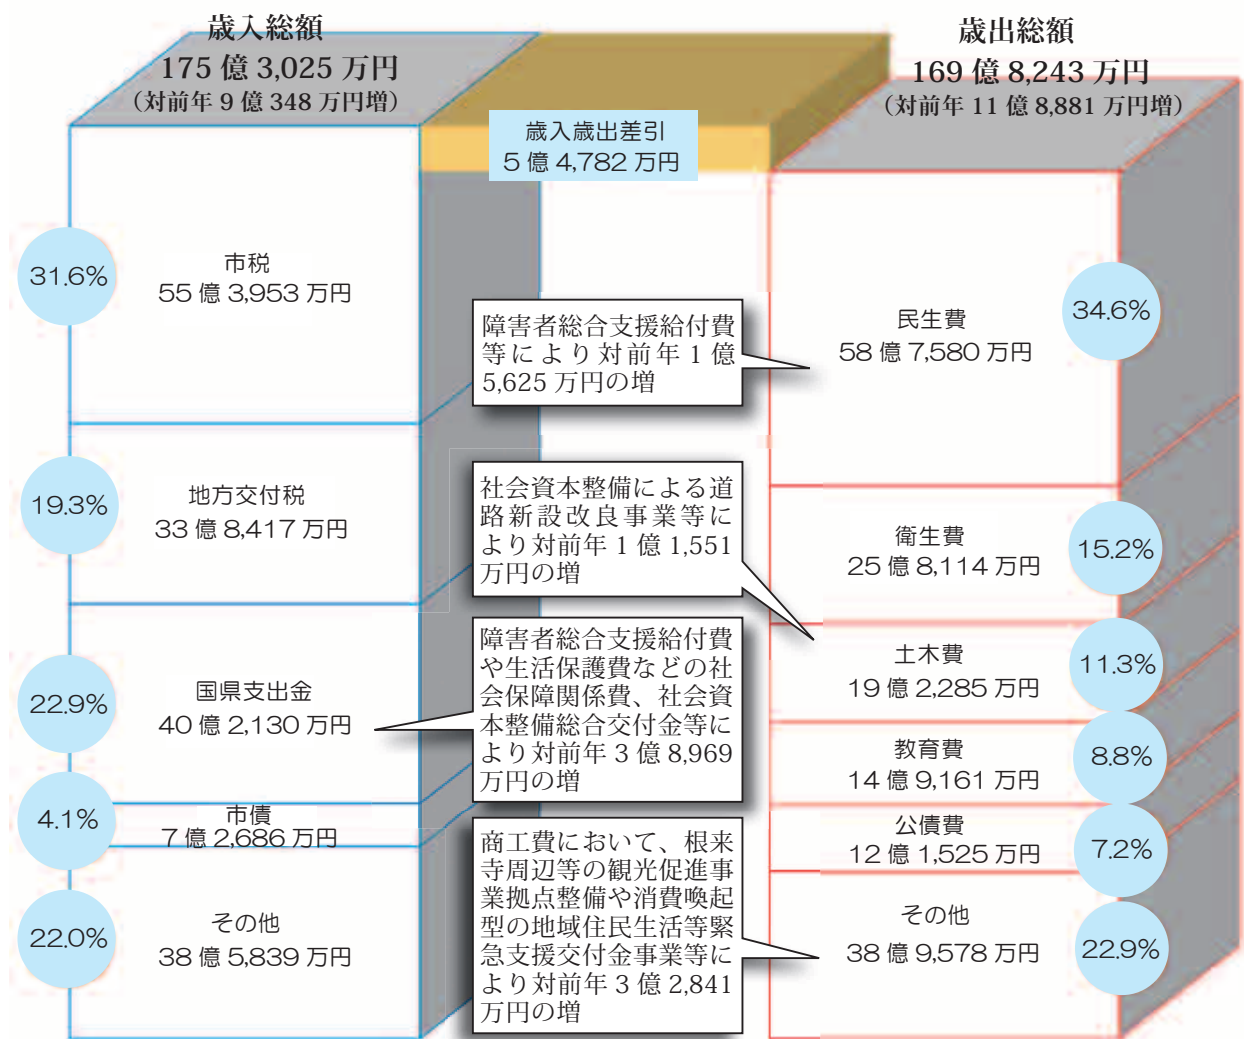 歳入総額
175 億 3,025 万円
（対前年 9 億 348 万円増）
歳出総額
169 億 8,243 万円
（対前年 11 億 8,881 万円増）
歳入歳出差引
5 億 4,782 万円
31.6%
市税
55 億 3,953 万円
19.3%
地方交付税
33 億 8,417 万円
22.9%
国県支出金
40 億 2,130 万円
4.1%
市債
7 億 2,686 万円
22.0%
その他
38 億 5,839 万円
障害者総合支援給付費
等により対前年 1 億
5,625 万円の増
社会資本整備による道
路新設改良事業等に
より対前年 1 億 1,551
万円の増
障害者総合支援給付費
や生活保護費などの社
会保障関係費、社会資
本整備総合交付金等に
より対前年 3 億 8,969
万円の増
商工費において、根来
寺周辺等の観光促進事
業拠点整備や消費喚起
型の地域住民生活等緊
急支援交付金事業等に
より対前年 3 億 2,841
万円の増
民生費
58 億 7,580 万円
34.6%
衛生費
25 億 8,114 万円
15.2%
土木費
19 億 2,285 万円
11.3%
教育費
14 億 9,161 万円
8.8%
公債費
12 億 1,525 万円
7.2%
その他
38 億 9,578 万円
22.9%